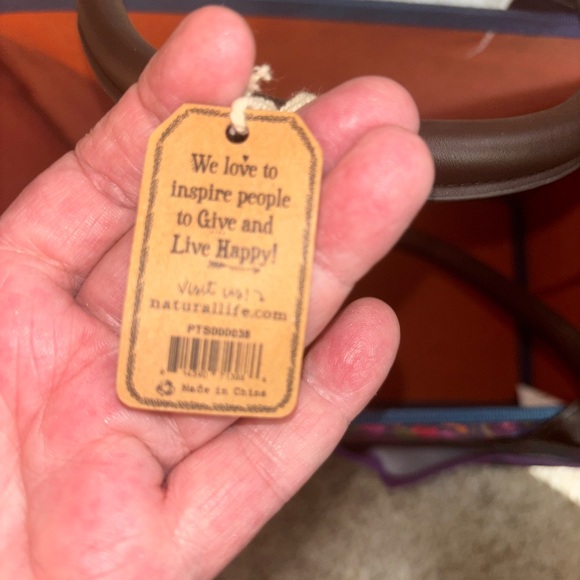 We love to
inspire people
to Give and
Live Happy!
visit us!
naturallife.com
PTS000038
Made in China